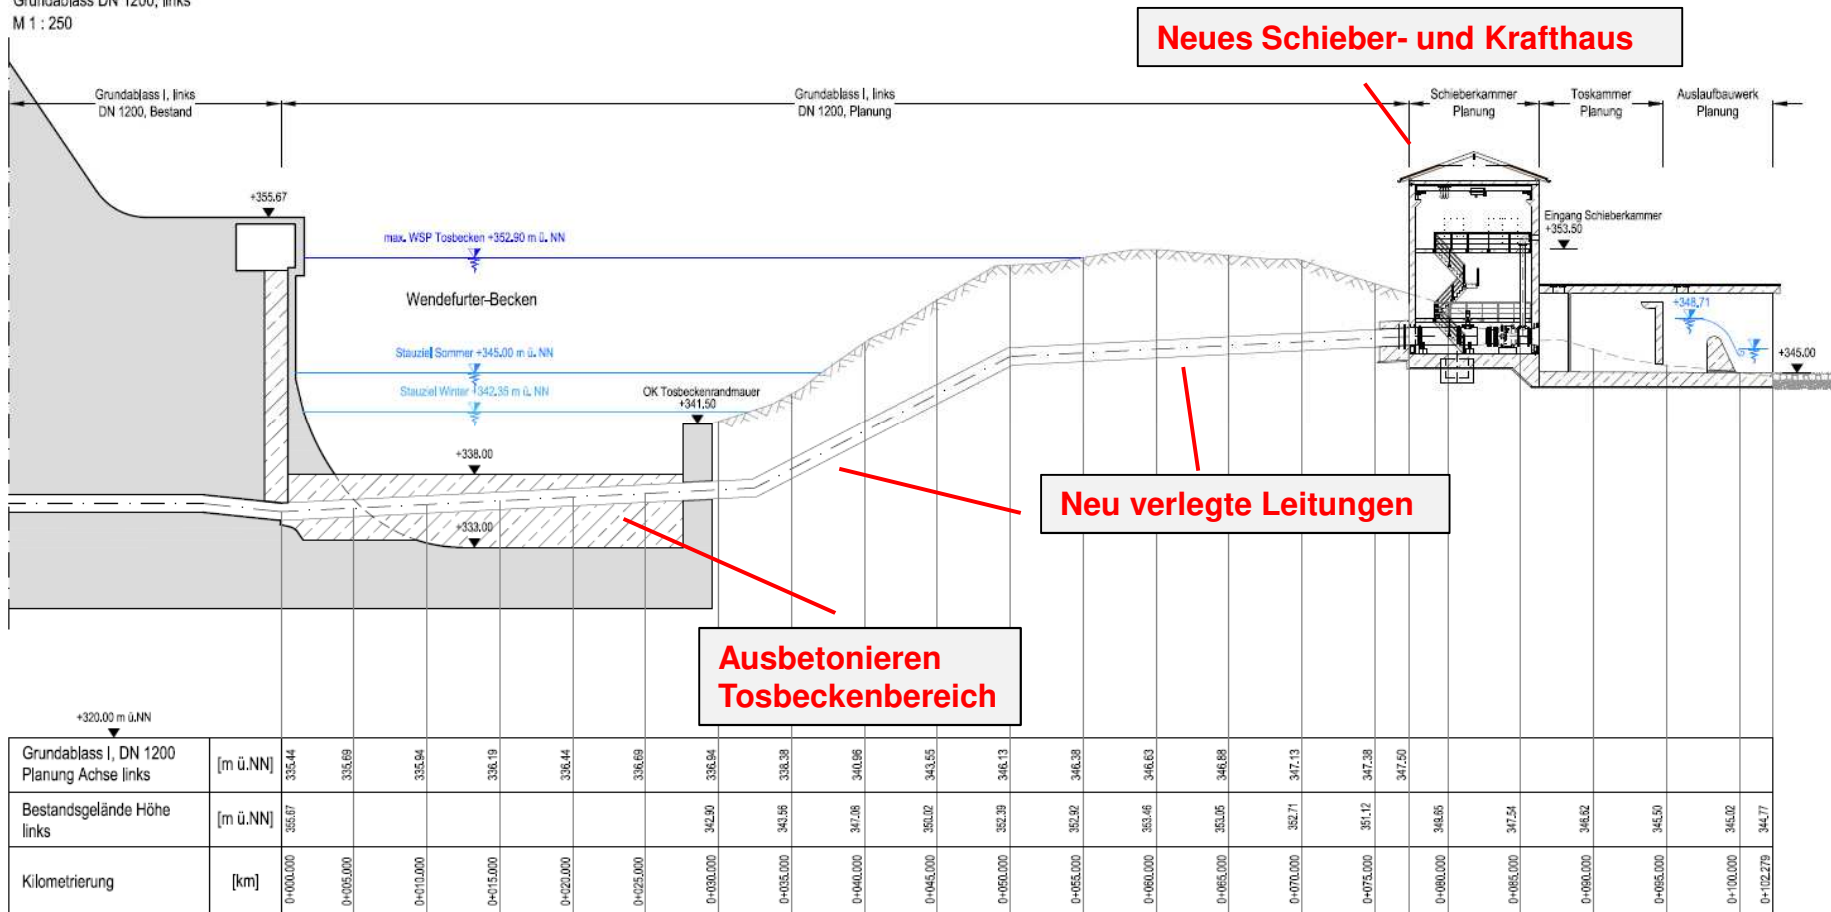 Grundablass DN 1200, links
M 1 : 250
Neues Schieber- und Krafthaus
Grundablass I, links
DN 1200, Bestand
Grundablass I, links
DN 1200, Planung
Schieberkammer
Planung
Toskammer
Planung
Auslaufbauwerk
Planung
+355.67
max. WSP Tosbecken +352.90 m ü. NN
Eingang Schieberkammer
+353.50
Wendefurter-Becken
+348.71
Stauziel Sommer +345.00 m ü. NN
+345.00
Stauziel Winter +342.35 m ü. NN
OK Tosbeckenrandmauer
+341.50
+338.00
Neu verlegte Leitungen
+333.00
Ausbetonieren
Tosbeckenbereich
+320.00 m ü.NN
Grundablass I, DN 1200
Planung Achse links
[m ü.NN]
335.44 335.69 335.94 336.19 336.44 336.69 336.94 338.38 340.96 343.55 346.13 346.38 346.63 346.88 347.13 347.38 347.50
Bestandsgelände Höhe
links
[m ü.NN]
355.67 342.90 343.56 347.08 350.02 352.39 352.92 353.46 353.05 352.71 351.12 349.65 347.54 346.62 345.50 345.02 344.77
Kilometrierung
[km]
0+000.000 0+005.000 0+010.000 0+015.000 0+020.000 0+025.000 0+030.000 0+035.000 0+040.000 0+045.000 0+050.000 0+055.000 0+060.000 0+065.000 0+070.000 0+075.000 0+080.000 0+085.000 0+090.000 0+095.000 0+100.000 0+102.279